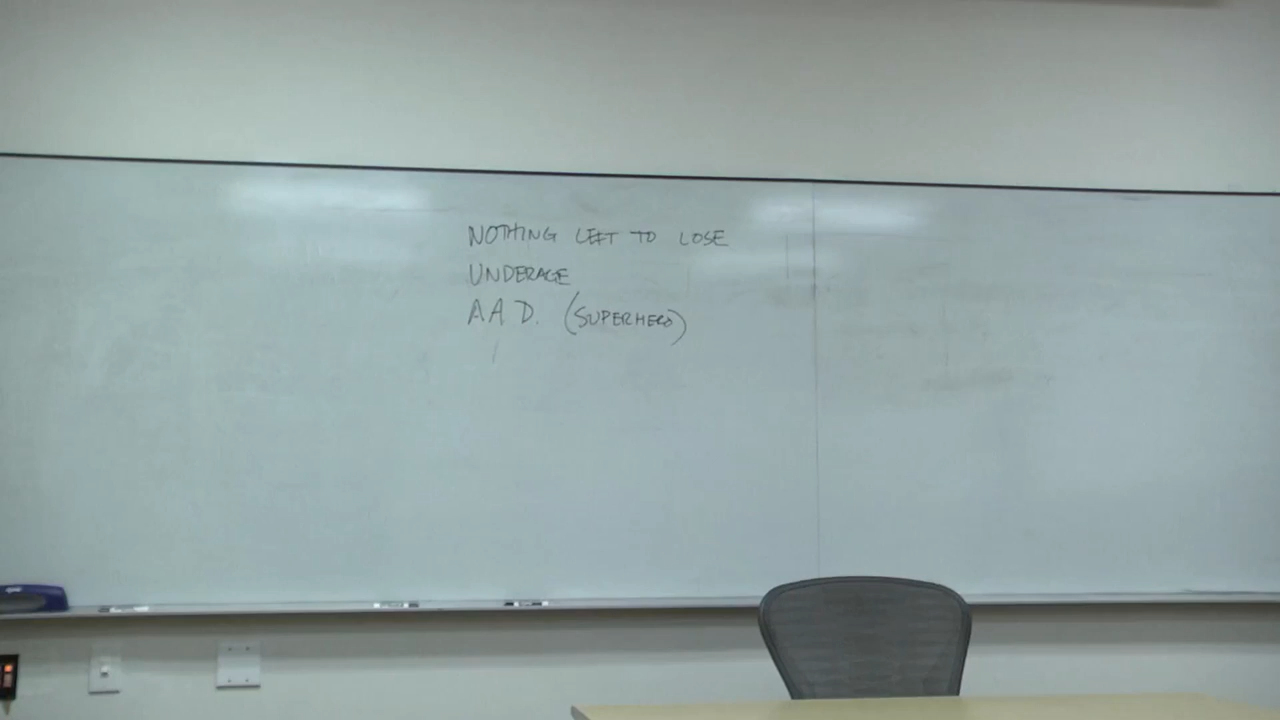 NOTHING LEFT TO LOSE
UNDERAGE
A A D. (SUPERHERO)